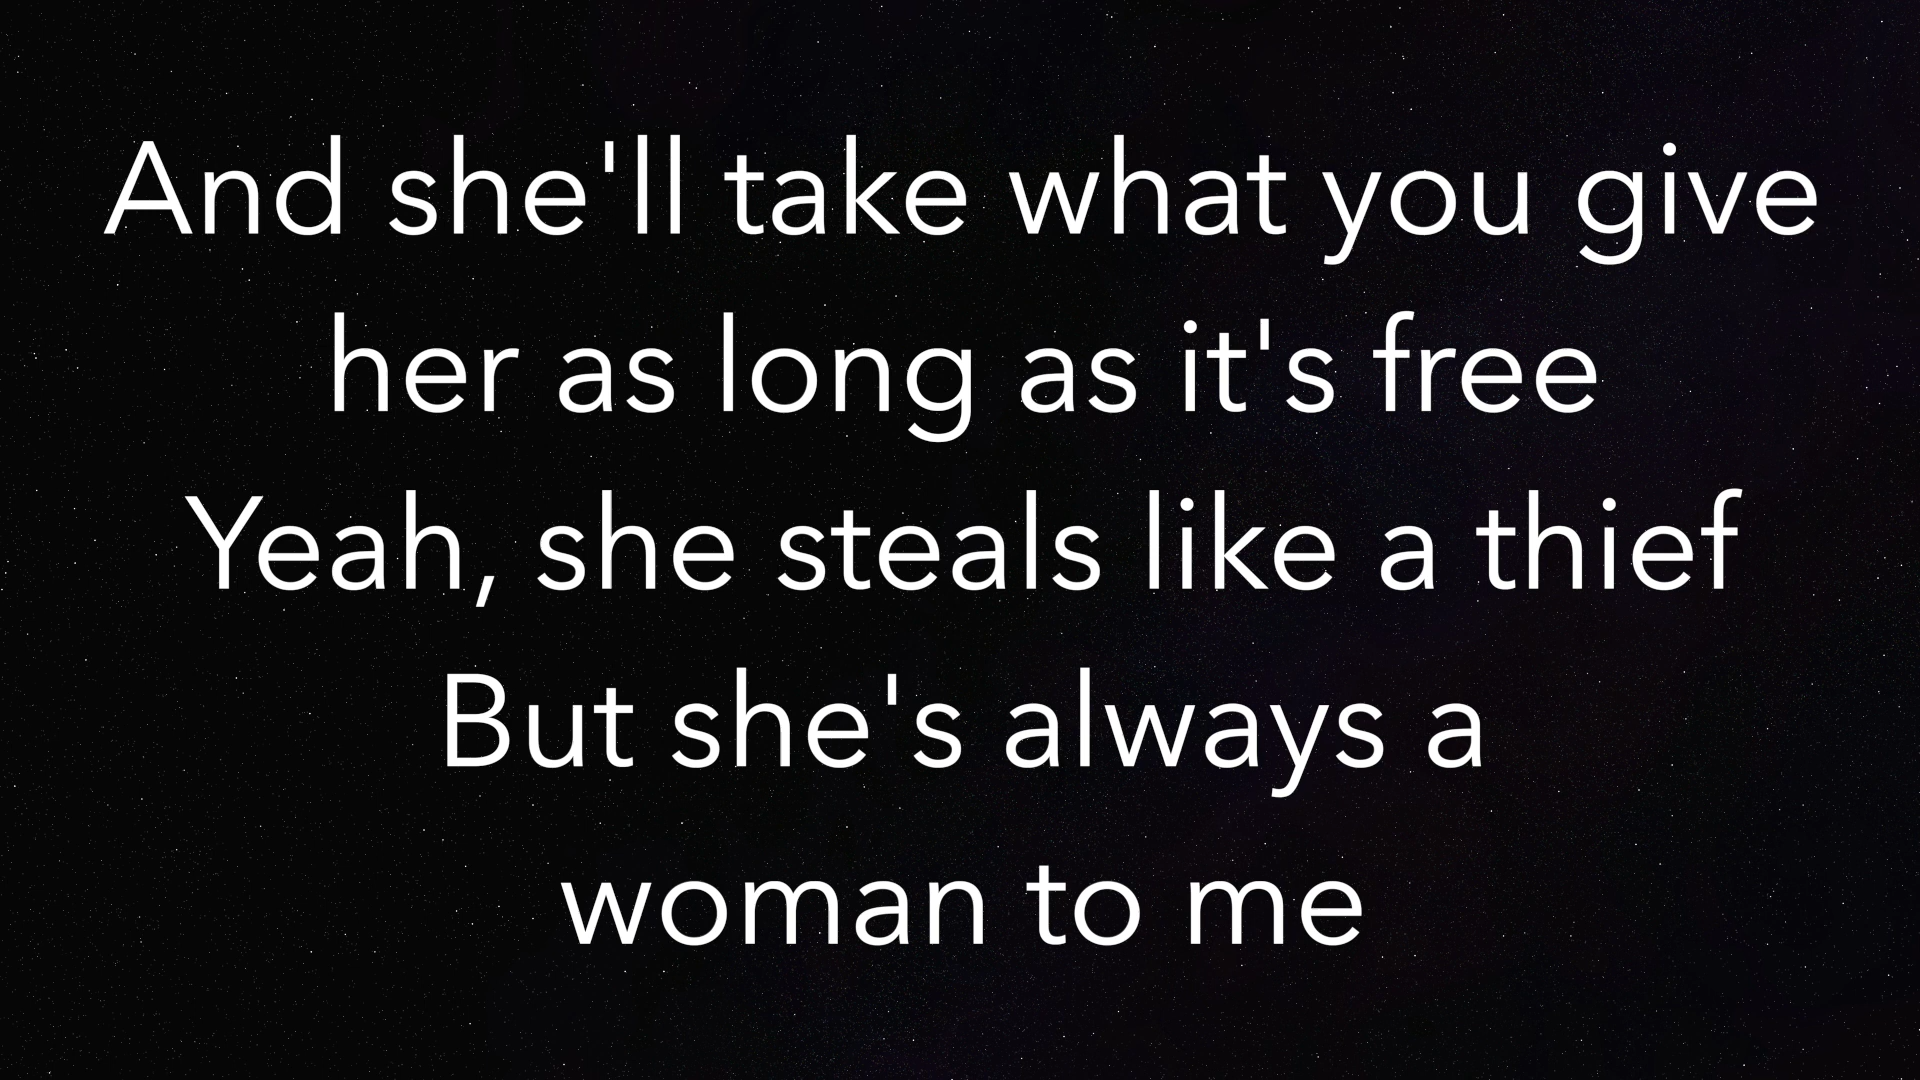 And she'll take what you give
her as long as it's free
Yeah, she steals like a thief
But she's always a
woman to me